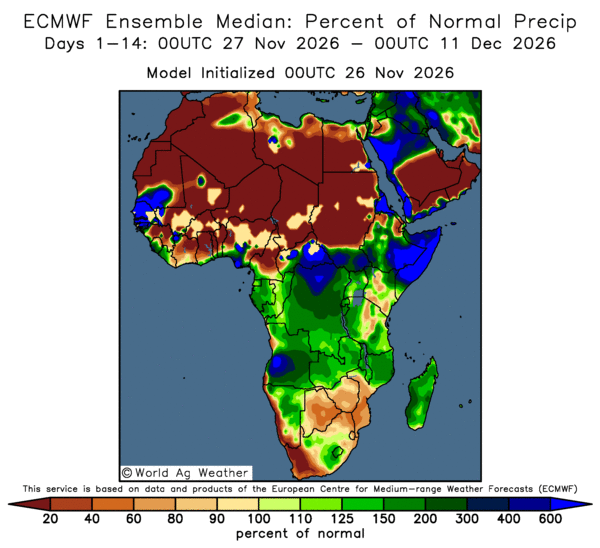 ECMWF Ensemble Median: Percent of Normal Precip
Days 1-14: 00UTC 27 Nov 2026 - 00UTC 11 Dec 2026
Model Initialized 00UTC 26 Nov 2026
© World Ag Weather
This service is based on data and products of the European Centre for Medium-range Weather Forecasts (ECMWF)
20 40 60 80 90 100 110 125 150 200 300 400 600
percent of normal